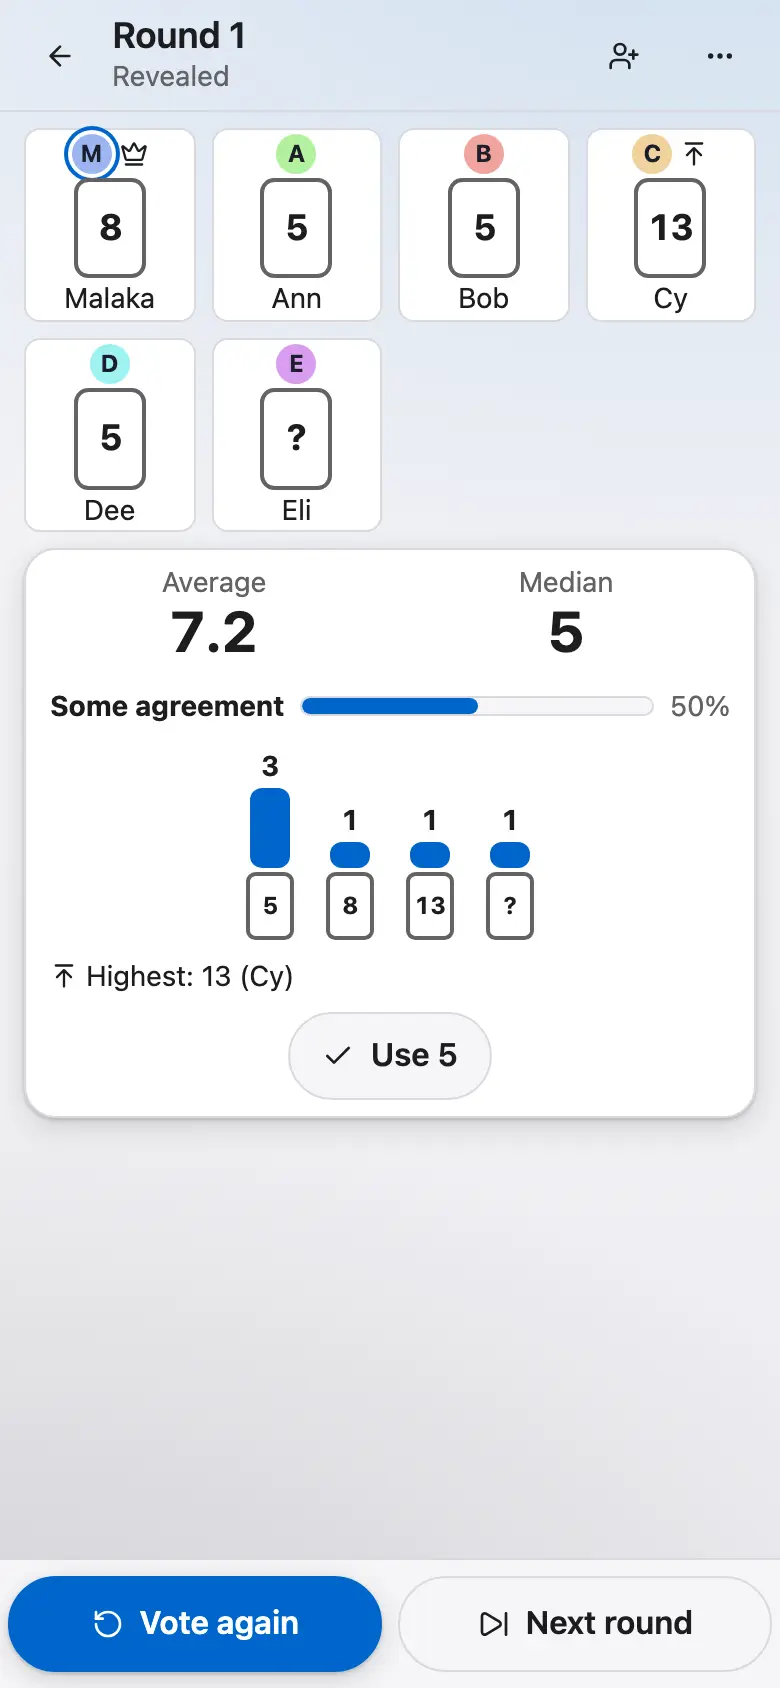 Round 1
Revealed
M
8
Malaka
A
5
Ann
B
5
Bob
C
13
Cy
D
5
Dee
E
?
Eli
Average
7.2
Median
5
Some agreement 50%
3 1 1 1
5 8 13 ?
Highest: 13 (Cy)
Use 5
Vote again
Next round